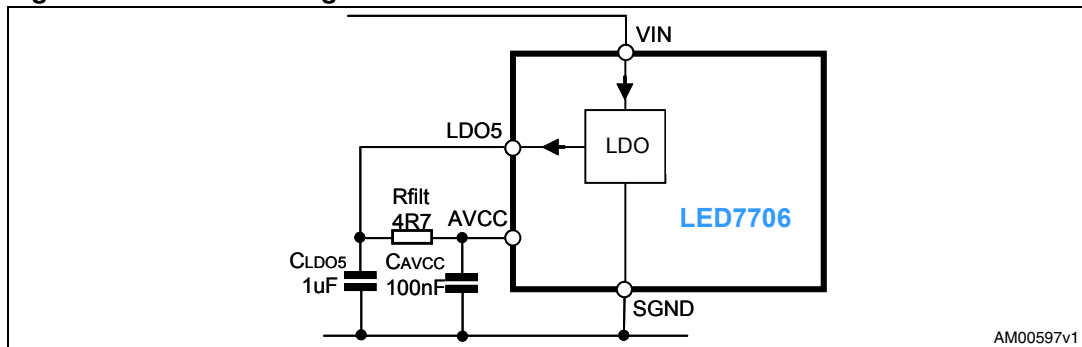 VIN
LDO5
LDO
Rfilt
4R7
AVCC
LED7706
CLDO5
1uF
CAVCC
100nF
SGND
AM00597v1